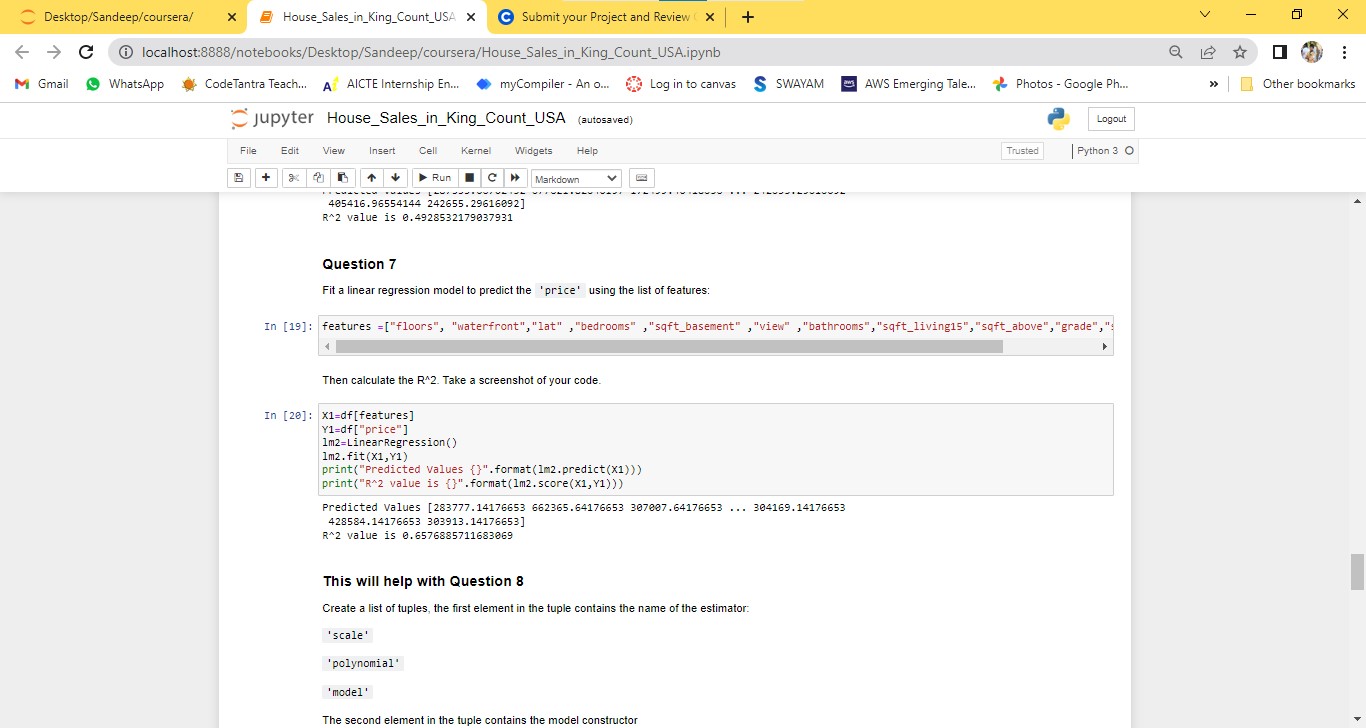 Desktop/Sandeep/coursera/
House_Sales_in_King_Count_USA
Submit your Project and Review
localhost:8888/notebooks/Desktop/Sandeep/coursera/House_Sales_in_King_Count_USA.ipynb
Gmail
WhatsApp
CodeTantra Teach...
AICTE Internship En...
myCompiler - An o...
Log in to canvas
SWAYAM
AWS Emerging Tale...
Photos - Google Ph...
»
Other bookmarks
jupyter House_Sales_in_King_Count_USA (autosaved)
Logout
File Edit View Insert Cell Kernel Widgets Help
Trusted
Python 3
Run
Markdown
405416.96554144 242655.29616092]
R^2 value is 0.4928532179037931
Question 7
Fit a linear regression model to predict the 'price' using the list of features:
In [19]: features =["floors", "waterfront","lat" ,"bedrooms" ,"sqft_basement" ,"view" ,"bathrooms","sqft_living15","sqft_above","grade","
Then calculate the R^2. Take a screenshot of your code.
In [20]: X1=df[features]
Y1=df["price"]
lm2=LinearRegression()
lm2.fit(X1,Y1)
print("Predicted Values {}".format(lm2.predict(X1)))
print("R^2 value is {}".format(lm2.score(X1,Y1)))
Predicted Values [283777.14176653 662365.64176653 307007.64176653 ... 304169.14176653
428584.14176653 303913.14176653]
R^2 value is 0.6576885711683069
This will help with Question 8
Create a list of tuples, the first element in the tuple contains the name of the estimator:
'scale'
'polynomial'
'model'
The second element in the tuple contains the model constructor